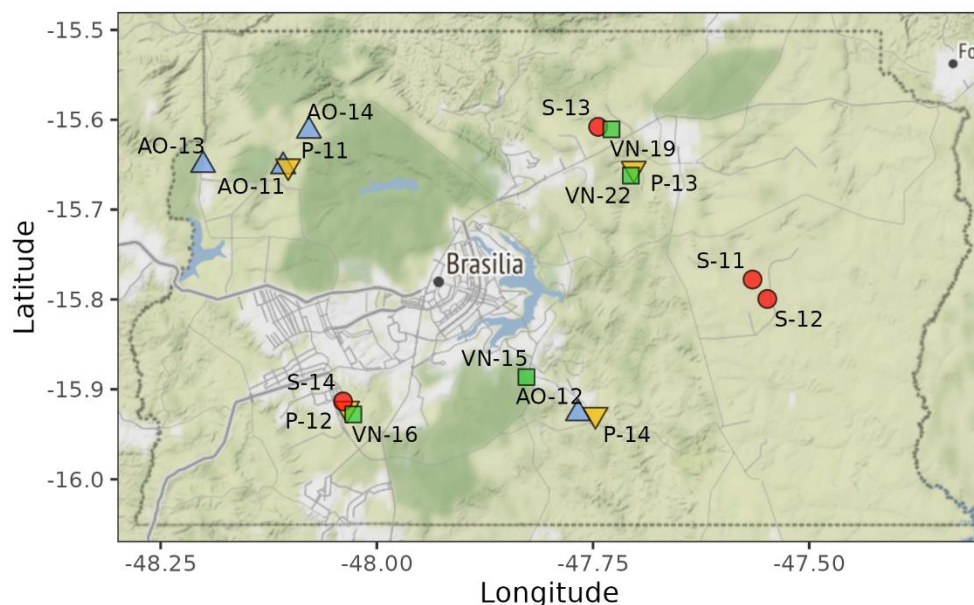 -15.5
Fo
AO-14
S-13
-15.6
AO-13
P-11
VN-19
AO-11
VN-22
P-13
-15.7
Latitude
Brasilia
S-11
-15.8
S-12
VN-15
S-14
AO-12
-15.9
P-12
VN-16
P-14
-16.0
-48.25
-48.00
-47.75
-47.50
Longitude